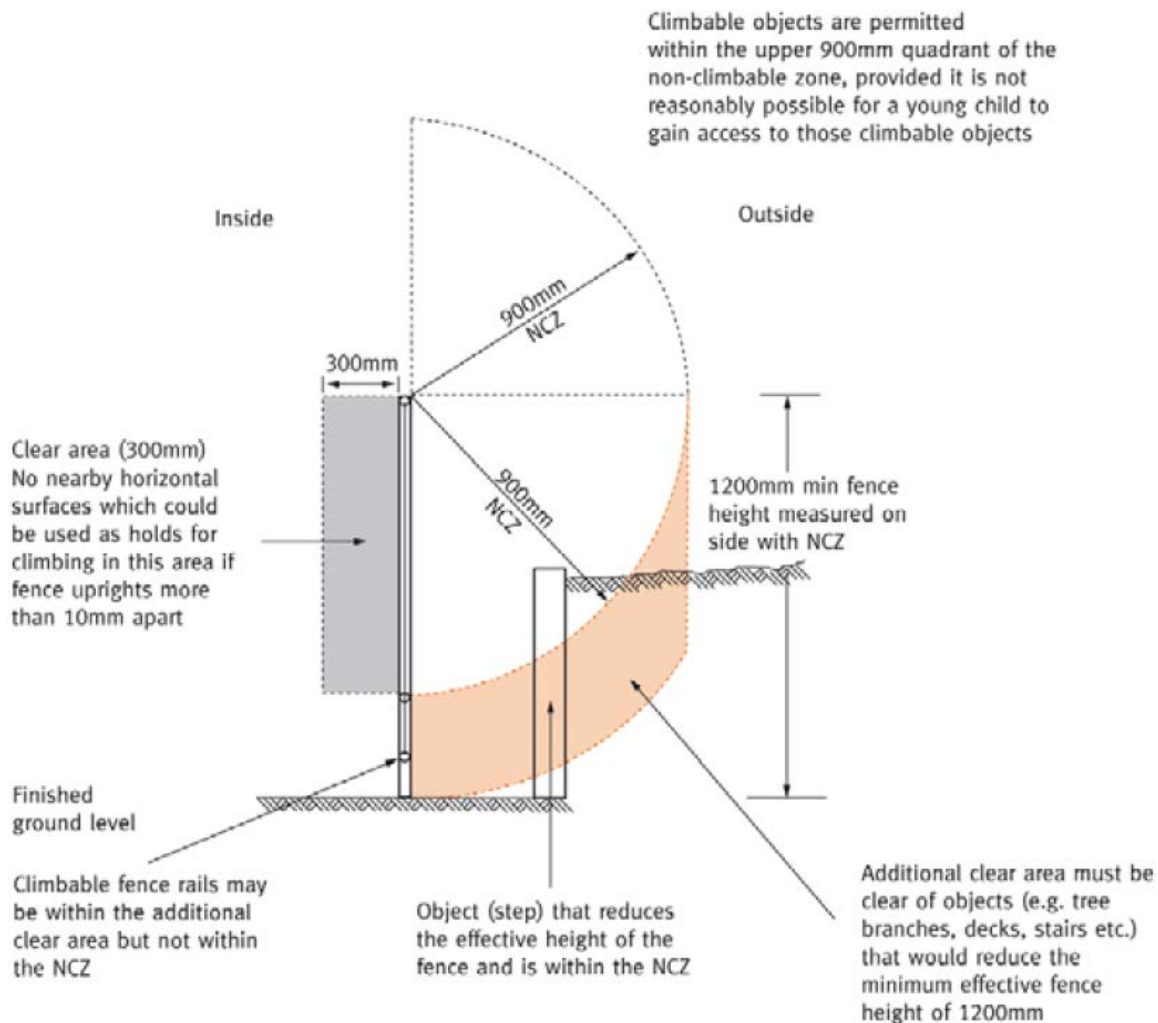 Climbable objects are permitted
within the upper 900mm quadrant of the
non-climbable zone, provided it is not
reasonably possible for a young child to
gain access to those climbable objects
Inside
Outside
900mm
NCZ
300mm
Clear area (300mm)
No nearby horizontal
surfaces which could
be used as holds for
climbing in this area if
fence uprights more
than 10mm apart
900mm
NCZ
1200mm min fence
height measured on
side with NCZ
Finished
ground level
Climbable fence rails may
be within the additional
clear area but not within
the NCZ
Object (step) that reduces
the effective height of the
fence and is within the NCZ
Additional clear area must be
clear of objects (e.g. tree
branches, decks, stairs etc.)
that would reduce the
minimum effective fence
height of 1200mm